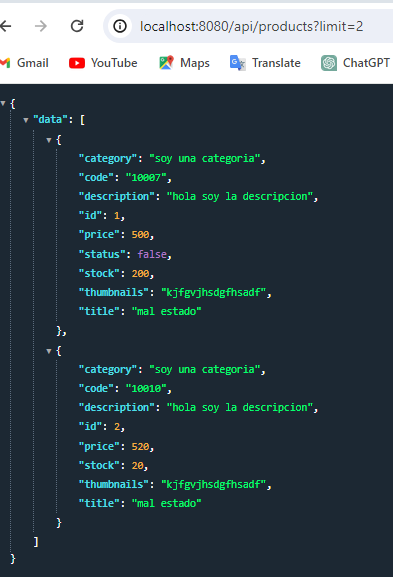 localhost:8080/api/products?limit=2
Gmail YouTube Maps Translate ChatGPT
{
"data": [
{
"category": "soy una categoria",
"code": "10007",
"description": "hola soy la descripcion",
"id": 1,
"price": 500,
"status": false,
"stock": 200,
"thumbnails": "kjfgvjhsdgfhsadf",
"title": "mal estado"
},
{
"category": "soy una categoria",
"code": "10010",
"description": "hola soy la descripcion",
"id": 2,
"price": 520,
"stock": 20,
"thumbnails": "kjfgvjhsdgfhsadf",
"title": "mal estado"
}
]
}